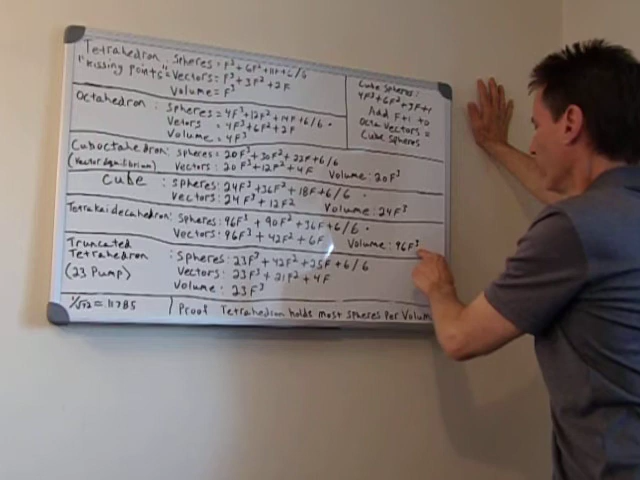 Tetrahedron: Spheres = F³ + 6F² + 11F + 6/6
"Kissing points" = Vectors: F³ + 3F² + 2F
Volume = F³
Cube Spheres:
4F³+6F²+3F+1
Add F+1 to
Octa Vectors =
Cube Spheres
Octahedron: Spheres = 4F³+12F²+14F+6/6
Vectors = 4F³+6F²+2F
Volume = 4F³
Cuboctahedron: Spheres = 20F³+30F²+22F+6/6
(Vector Equilibrium) Vectors: 20F³+12F²+4F Volume: 20F³
Cube Spheres: 24F³+36F²+18F+6/6
Vectors: 24F³+12F² Volume: 24F³
Tetrakaidecahedron: Spheres: 96F³ + 90F² + 36F+6/6
Vectors: 96F³ + 42F² + 6F Volume: 96F³
Truncated
Tetrahedron
(23 Pump)
: Spheres: 23F³+42F²+25F+6/6
Vectors: 23F³+21F²+4F
Volume: 23F³
Proof Tetrahedron holds most spheres per Volum